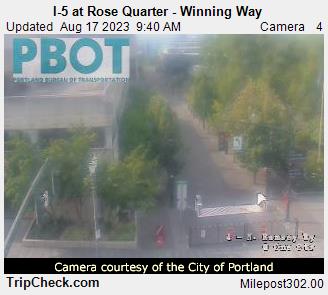 I-5 at Rose Quarter - Winning Way
Updated Aug 17 2023 9:40 AM Camera 4
PBOT
PORTLAND BUREAU OF TRANSPORTATION
Camera courtesy of the City of Portland
TripCheck.com Milepost302.00